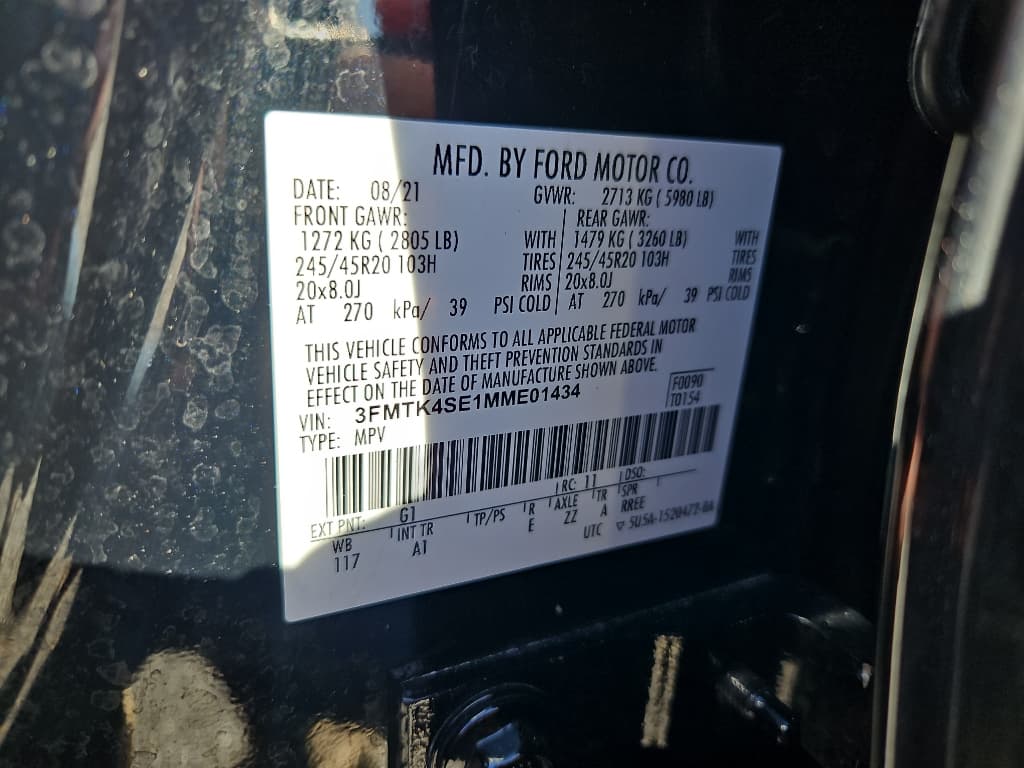 MFD. BY FORD MOTOR CO.
DATE: 08/21 GVWR: 2713 KG ( 5980 LB)
FRONT GAWR: REAR GAWR:
1272 KG ( 2805 LB) WITH 1479 KG ( 3260 LB) WITH
245/45R20 103H TIRES 245/45R20 103H TIRES
20x8.0J RIMS 20x8.0J RIMS
AT 270 kPa/ 39 PSI COLD AT 270 kPa/ 39 PSI COLD
THIS VEHICLE CONFORMS TO ALL APPLICABLE FEDERAL MOTOR
VEHICLE SAFETY AND THEFT PREVENTION STANDARDS IN
EFFECT ON THE DATE OF MANUFACTURE SHOWN ABOVE.
VIN: 3FMTK4SE1MME01434 F0090
TYPE: MPV T0154
EXT PNT: G1 RC: 11 DSO:
WB INT TR TP/PS R AXLE TR SPR
117 A1 E ZZ A RREE
UTC ▽ 5U5A-1520472-BA